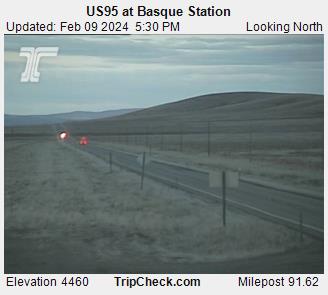 US95 at Basque Station
Updated: Feb 09 2024 5:30 PM Looking North
Elevation 4460 TripCheck.com Milepost 91.62